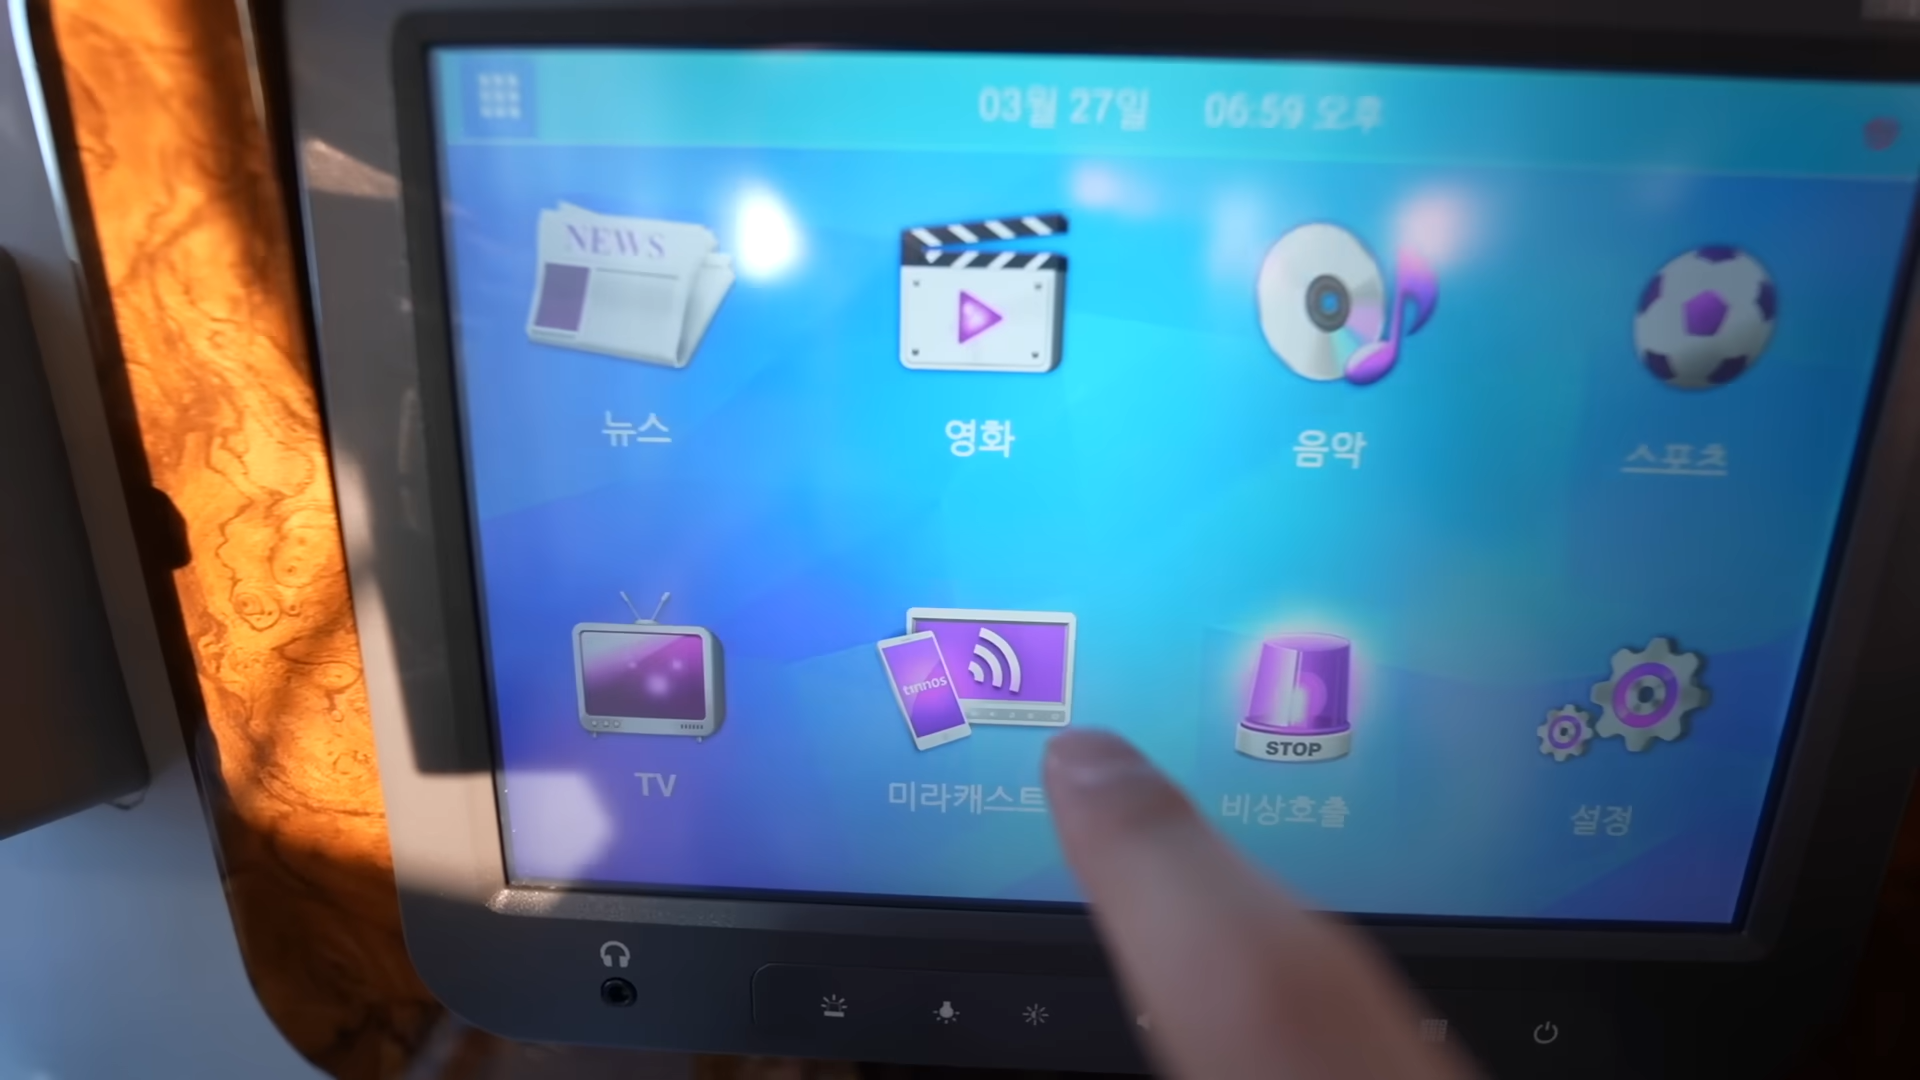 03월 27일 06:59 오후
NEWS
뉴스
영화
음악
스포츠
tinnos
STOP
TV
미라캐스트
비상호출
설정